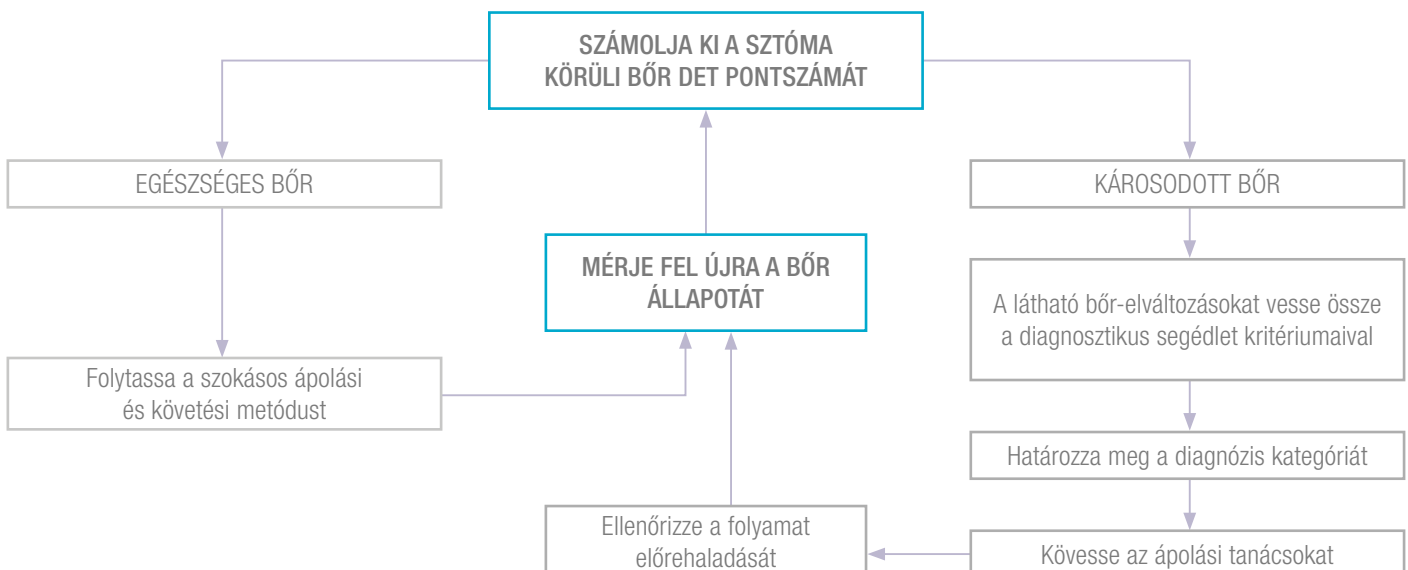 SZÁMOLJA KI A SZTÓMA
KÖRÜLI BŐR DET PONTSZÁMÁT
EGÉSZSÉGES BŐR
KÁROSODOTT BŐR
MÉRJE FEL ÚJRA A BŐR
ÁLLAPOTÁT
A látható bőr-elváltozásokat vesse össze
a diagnosztikus segédlet kritériumaival
Folytassa a szokásos ápolási
és követési metódust
Határozza meg a diagnózis kategóriát
Ellenőrizze a folyamat
előrehaladását
Kövesse az ápolási tanácsokat